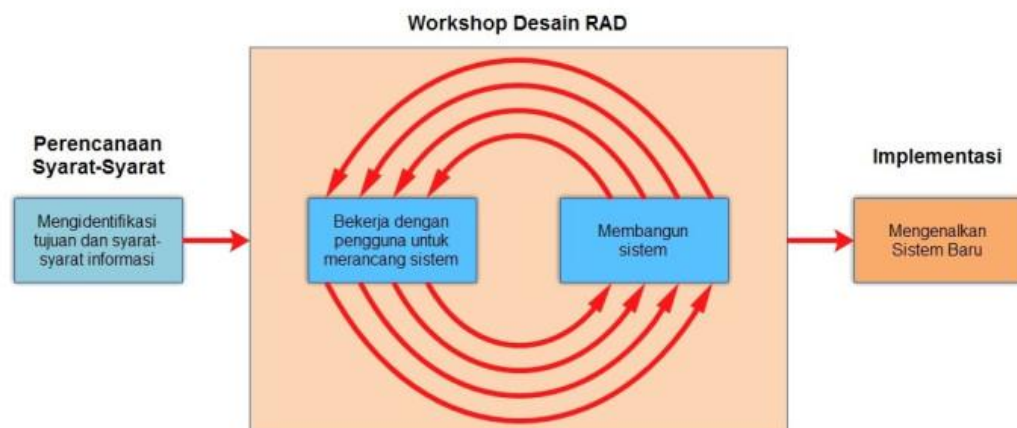 Workshop Desain RAD
Perencanaan
Syarat-Syarat
Mengidentifikasi
tujuan dan syarat-
syarat informasi
Bekerja dengan
pengguna untuk
merancang sistem
Membangun
sistem
Implementasi
Mengenalkan
Sistem Baru